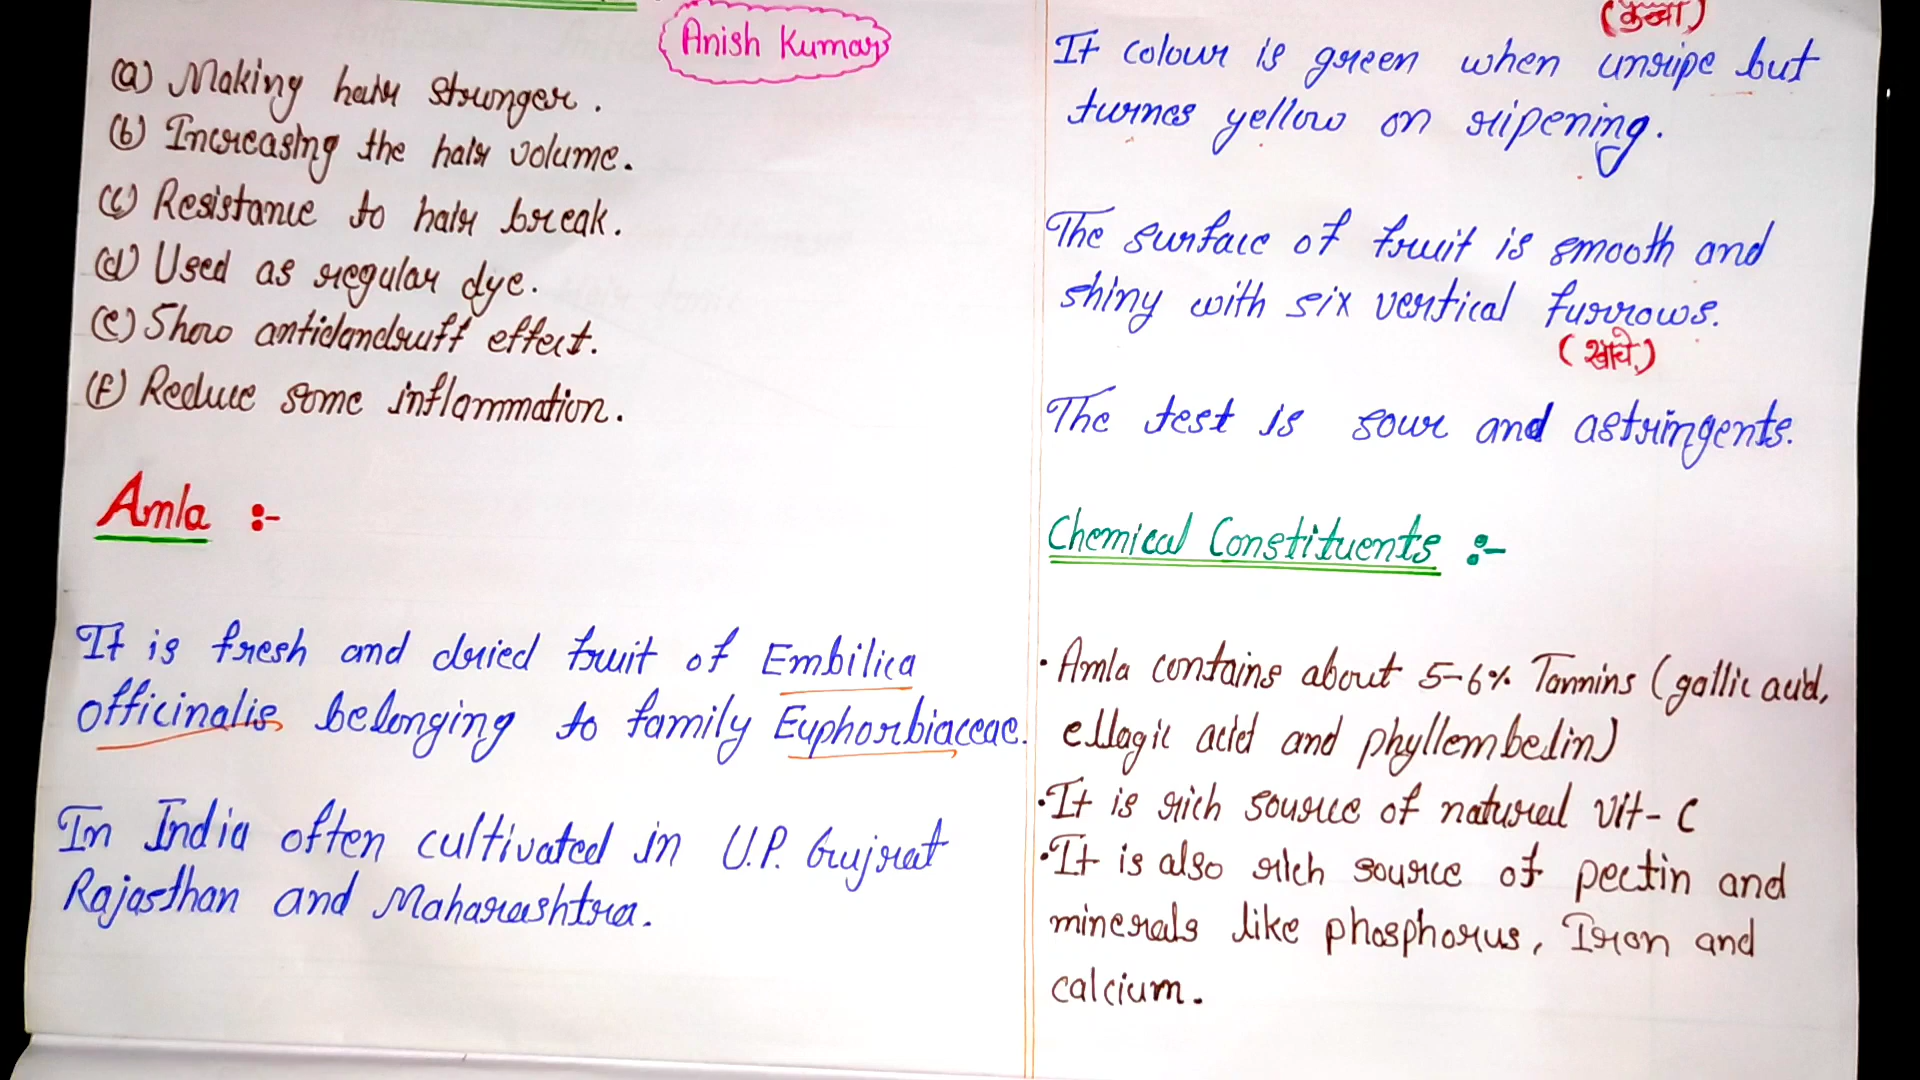 Anish Kumar
(a) Making hair stronger.
(b) Increasing the hair volume.
(c) Resistance to hair break.
(d) Used as regular dye.
(e) Show antidandruff effect.
(F) Reduce some inflammation.
Amla :-
It is fresh and dried fruit of Embilica
officinalis belonging to family Euphorbiaceae.
In India often cultivated in U.P. Gujrat
Rajasthan and Maharashtra.
(कच्चा)
It colour is green when unripe but
turnes yellow on ripening.
The surface of fruit is smooth and
shiny with six vertical furrows.
(खांचे)
The test is sour and astringents.
Chemical Constituents :-
• Amla contains about 5-6% Tannins (gallic acid,
ellagic acid and phyllembelin)
• It is rich source of natural Vit- C
• It is also rich source of pectin and
minerals like phosphorus, Iron and
calcium.